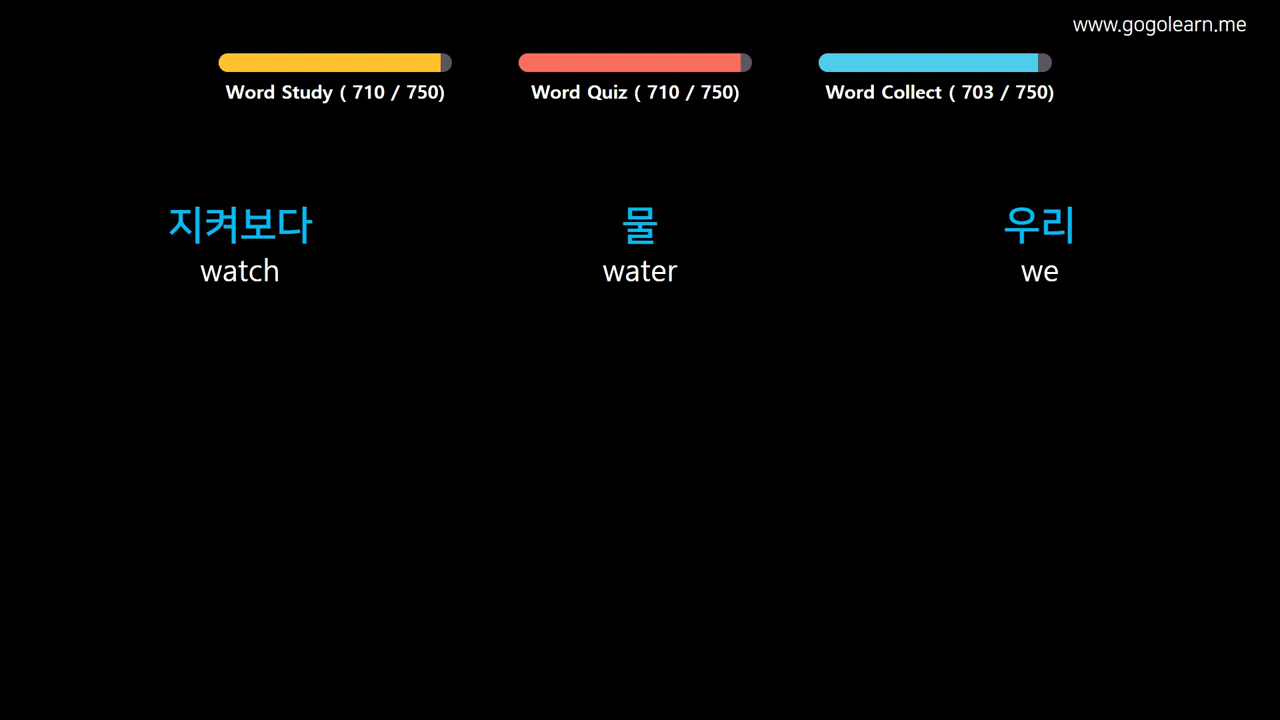 www.gogolearn.me
Word Study ( 710 / 750)
Word Quiz ( 710 / 750)
Word Collect ( 703 / 750)
지켜보다
물
우리
watch
water
we